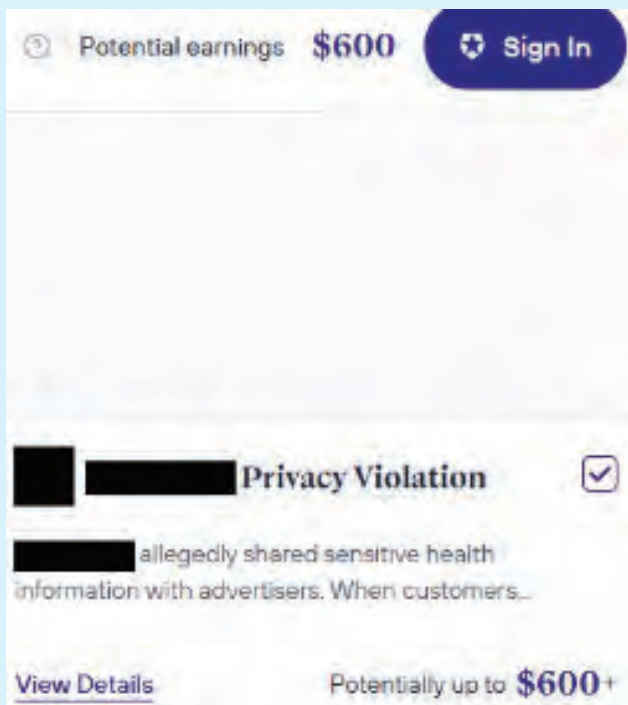 Potential earnings $600 Sign In
Privacy Violation
allegedly shared sensitive health
information with advertisers. When customers...
View Details Potentially up to $600+